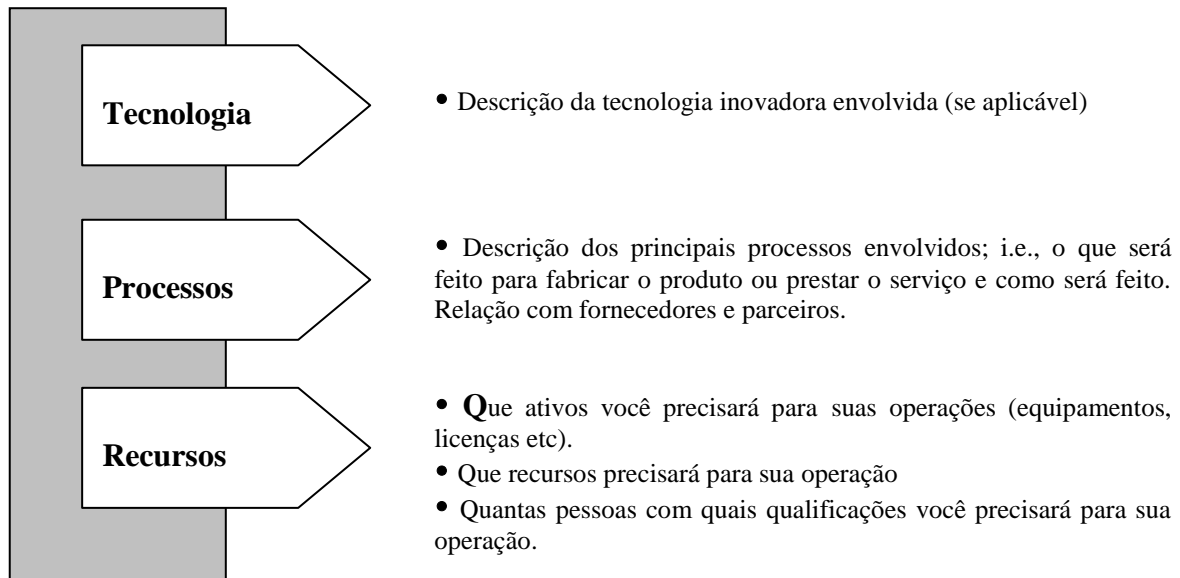 Tecnologia
• Descrição da tecnologia inovadora envolvida (se aplicável)
Processos
• Descrição dos principais processos envolvidos; i.e., o que será
feito para fabricar o produto ou prestar o serviço e como será feito.
Relação com fornecedores e parceiros.
Recursos
• Que ativos você precisará para suas operações (equipamentos,
licenças etc).
• Que recursos precisará para sua operação
• Quantas pessoas com quais qualificações você precisará para sua
operação.